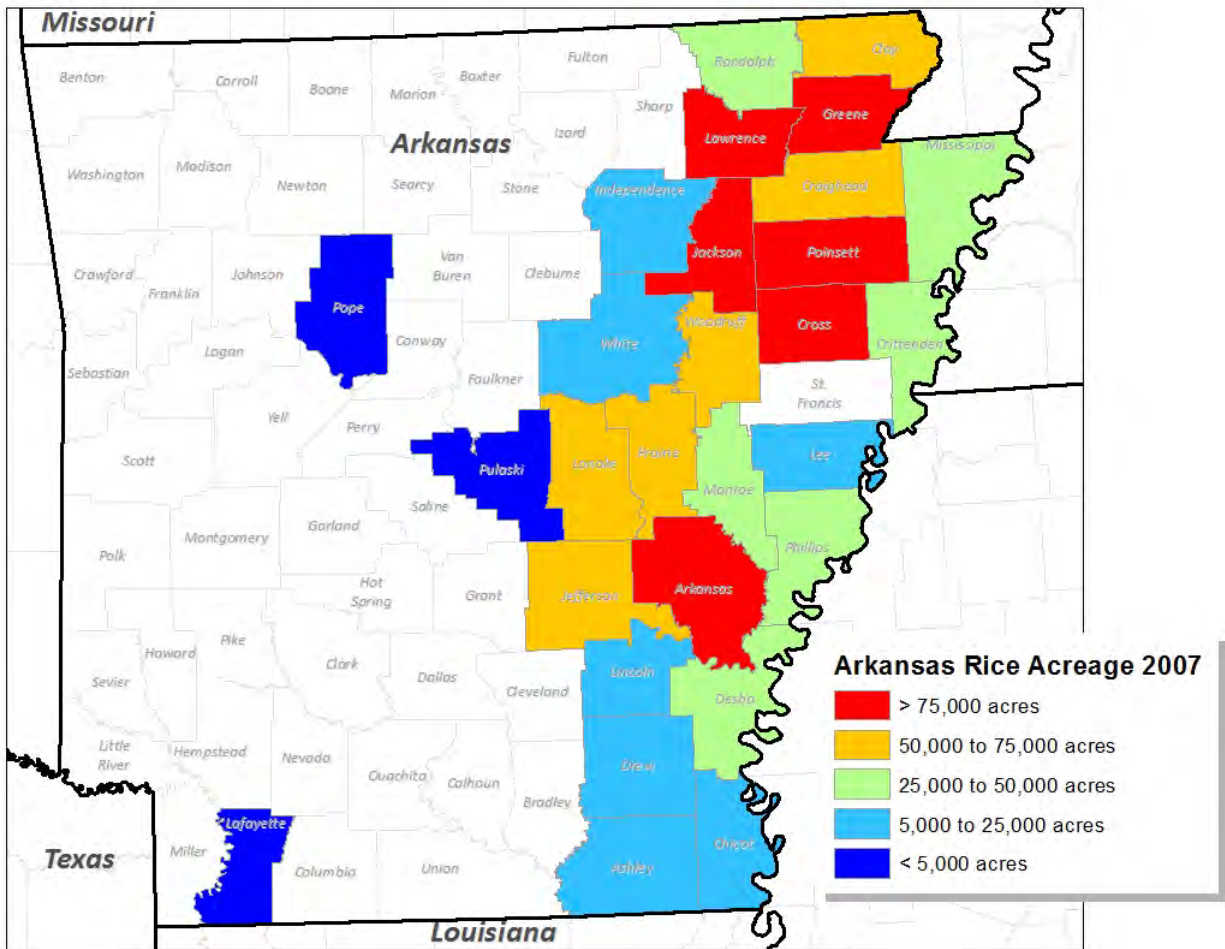 Missouri
Benton
Carroll
Boone
Marion
Baxter
Fulton
Randolph
Clay
Sharp
Izard
Lawrence
Greene
Arkansas
Washington
Madison
Newton
Searcy
Stone
Independence
Craighead
Mississippi
Crawford
Franklin
Johnson
Pope
Van
Buren
Cleburne
Jackson
Poinsett
Sebastian
Logan
Conway
Faulkner
White
Woodruff
Cross
Crittenden
St.
Francis
Scott
Yell
Perry
Pulaski
Lonoke
Prairie
Monroe
Lee
Polk
Montgomery
Garland
Saline
Phillips
Hot
Spring
Grant
Jefferson
Arkansas
Sevier
Howard
Pike
Clark
Dallas
Cleveland
Lincoln
Desha
Little
River
Hempstead
Nevada
Ouachita
Calhoun
Bradley
Drew
Texas
Miller
Lafayette
Columbia
Union
Ashley
Chicot
Louisiana
Arkansas Rice Acreage 2007
> 75,000 acres
50,000 to 75,000 acres
25,000 to 50,000 acres
5,000 to 25,000 acres
< 5,000 acres